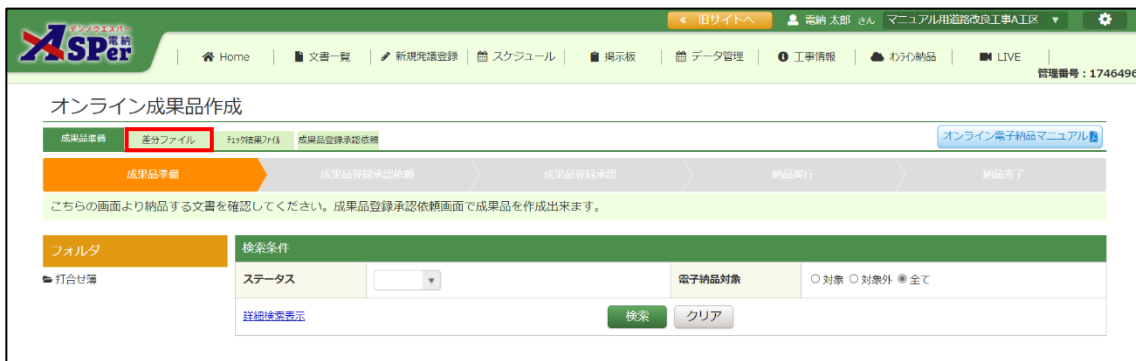 « 旧サイトへ
電納 太郎 さん マニュアル用道路改良工事A工区 ▼
デンノウエスパー
ASPer 電納
Home 文書一覧 新規発議登録 スケジュール 掲示板 データ管理 工事情報 オンライン納品 LIVE
管理番号:1746496
オンライン成果品作成
成果品準備 差分ファイル チェック結果ファイル 成果品登録承認依頼 オンライン電子納品マニュアル
成果品準備 成果品登録承認依頼 成果品登録承認 納品実行 納品完了
こちらの画面より納品する文書を確認してください。成果品登録承認依頼画面で成果品を作成出来ます。
フォルダ
打合せ簿
検索条件
ステータス 電子納品対象 対象 対象外 全て
詳細検索表示 検索 クリア